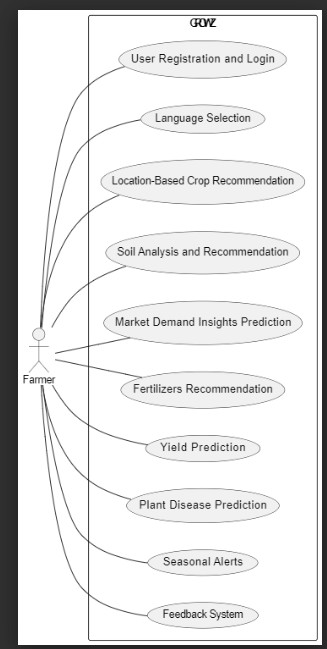 GROWZ
User Registration and Login
Language Selection
Location-Based Crop Recommendation
Soil Analysis and Recommendation
Market Demand Insights Prediction
Farmer
Fertilizers Recommendation
Yield Prediction
Plant Disease Prediction
Seasonal Alerts
Feedback System